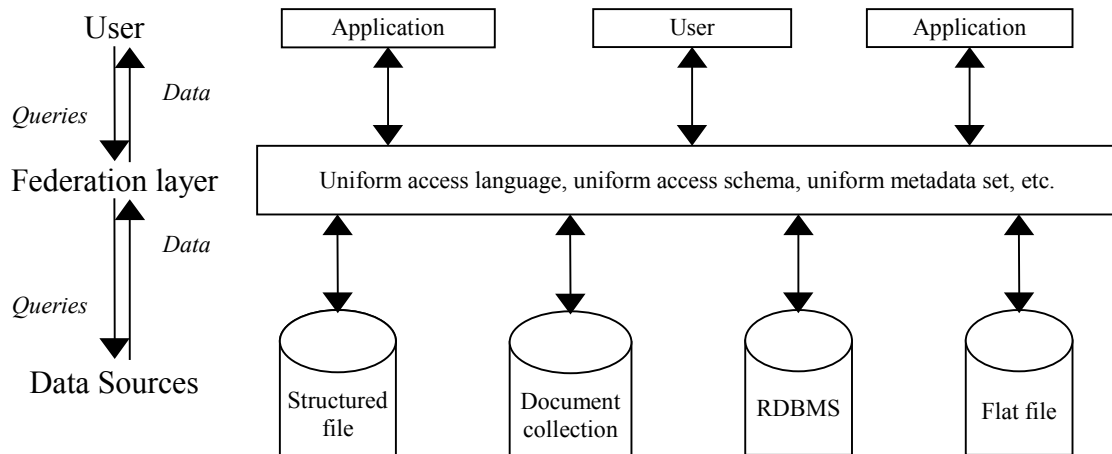 User
Application
User
Application
Data
Queries
Federation layer
Uniform access language, uniform access schema, uniform metadata set, etc.
Data
Queries
Data Sources
Structured
file
Document
collection
RDBMS
Flat file